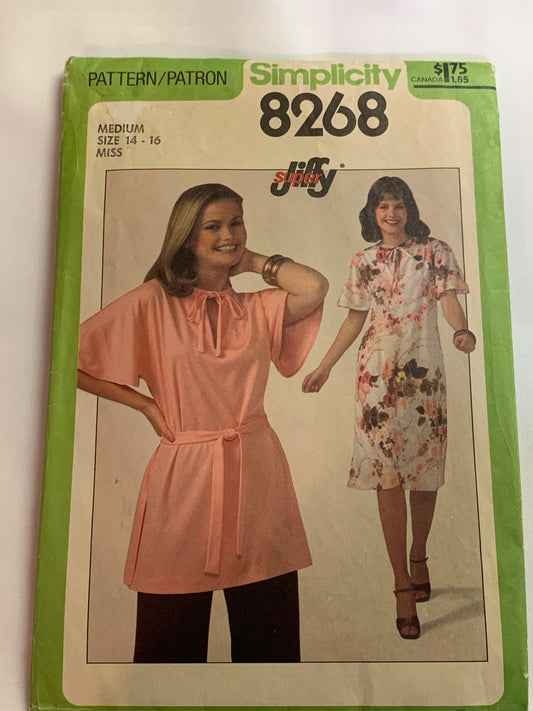 PATTERN/PATRON
Simplicity®
$1.75
CANADA 1.85
8268
MEDIUM
SIZE 14 - 16
MISS
super Jiffy®